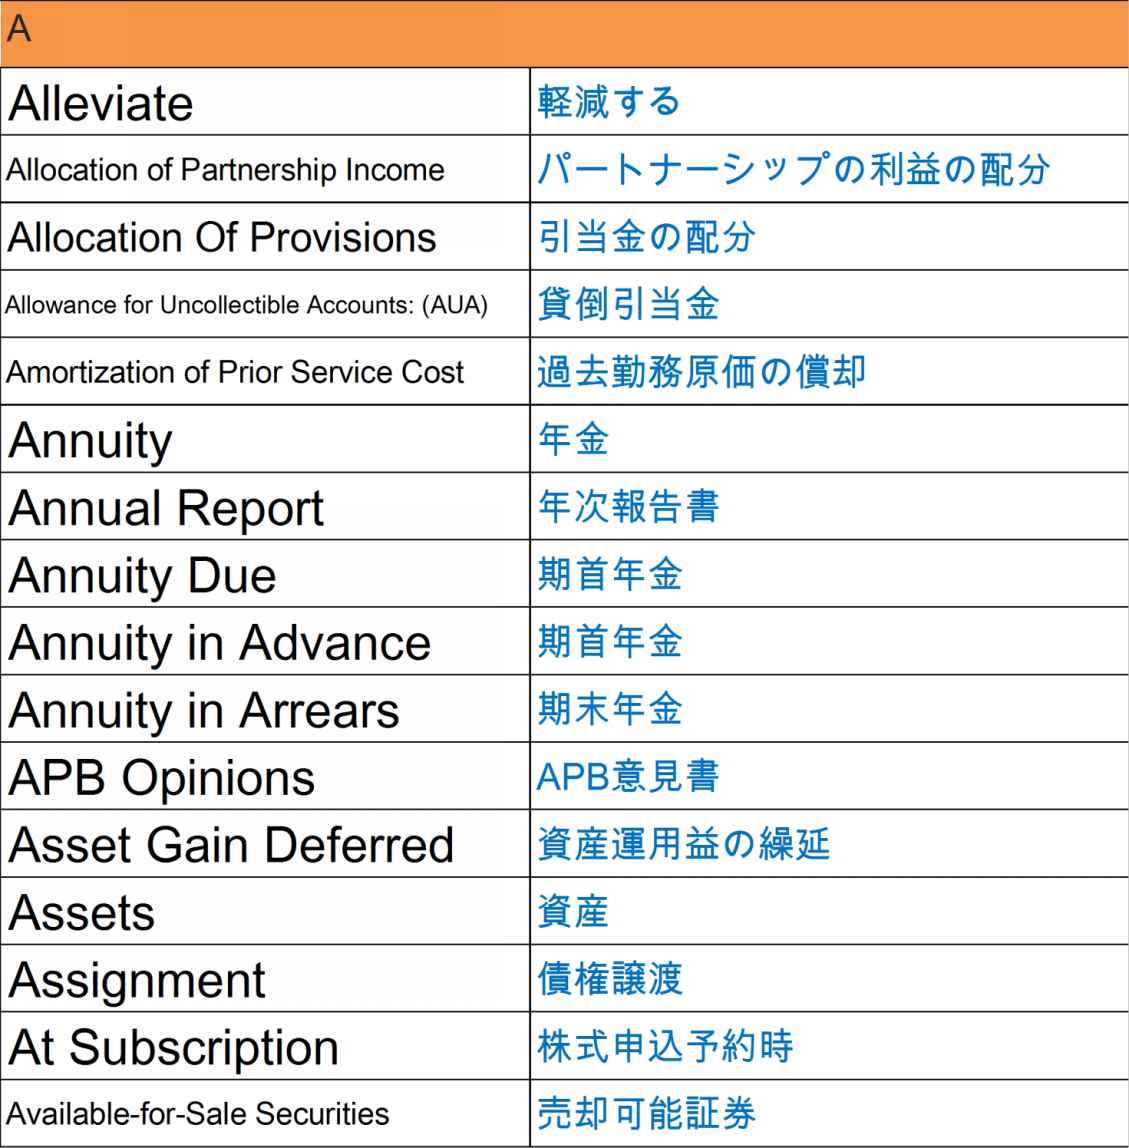 A
Alleviate 軽減する
Allocation of Partnership Income パートナーシップの利益の配分
Allocation Of Provisions 引当金の配分
Allowance for Uncollectible Accounts: (AUA) 貸倒引当金
Amortization of Prior Service Cost 過去勤務原価の償却
Annuity 年金
Annual Report 年次報告書
Annuity Due 期首年金
Annuity in Advance 期首年金
Annuity in Arrears 期末年金
APB Opinions APB意見書
Asset Gain Deferred 資産運用益の繰延
Assets 資産
Assignment 債権譲渡
At Subscription 株式申込予約時
Available-for-Sale Securities 売却可能証券